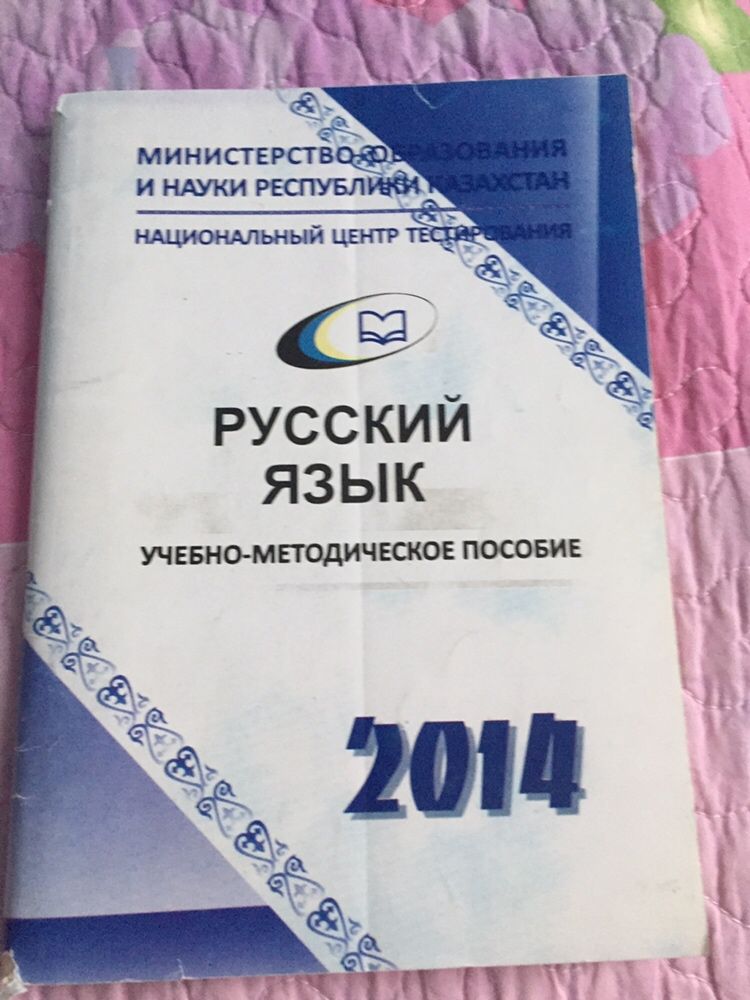 МИНИСТЕРСТВО ОБРАЗОВАНИЯ
И НАУКИ РЕСПУБЛИКИ КАЗАХСТАН
НАЦИОНАЛЬНЫЙ ЦЕНТР ТЕСТИРОВАНИЯ
РУССКИЙ
ЯЗЫК
УЧЕБНО-МЕТОДИЧЕСКОЕ ПОСОБИЕ
'2014